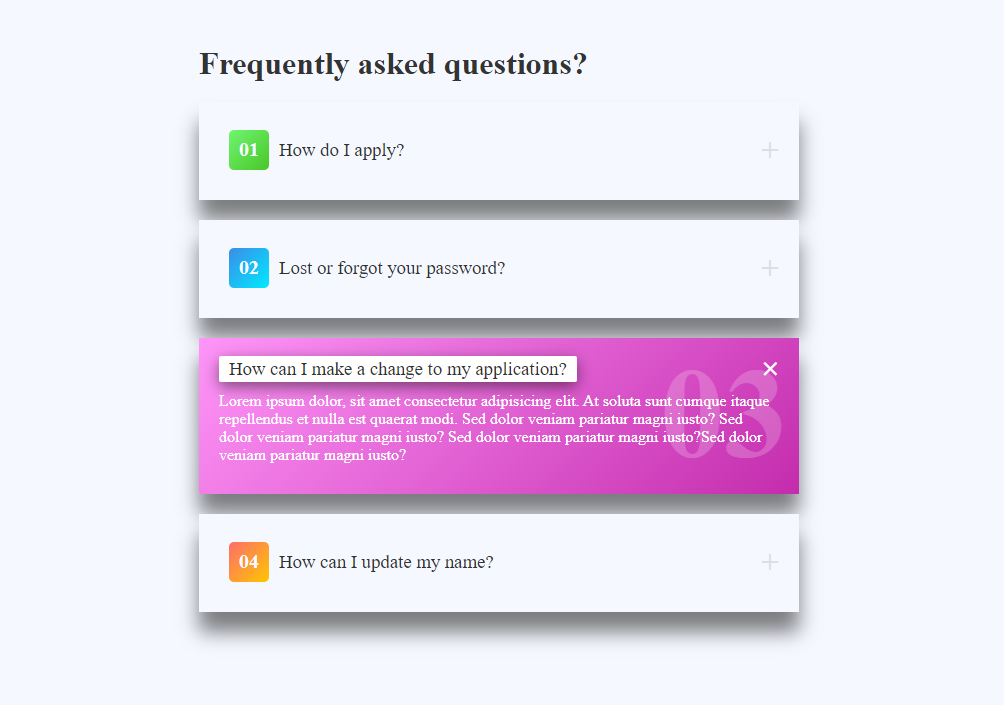 Frequently asked questions?
01 How do I apply?
02 Lost or forgot your password?
How can I make a change to my application?
03
Lorem ipsum dolor, sit amet consectetur adipisicing elit. At soluta sunt cumque itaque
repellendus et nulla est quaerat modi. Sed dolor veniam pariatur magni iusto? Sed
dolor veniam pariatur magni iusto? Sed dolor veniam pariatur magni iusto?Sed dolor
veniam pariatur magni iusto?
04 How can I update my name?